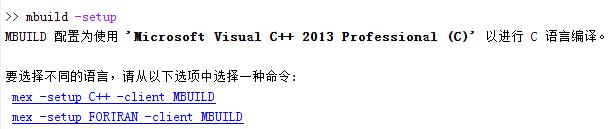 >> mbuild -setup
MBUILD 配置为使用 'Microsoft Visual C++ 2013 Professional (C)' 以进行 C 语言编译。
要选择不同的语言，请从以下选项中选择一种命令:
mex -setup C++ -client MBUILD
mex -setup FORTRAN -client MBUILD